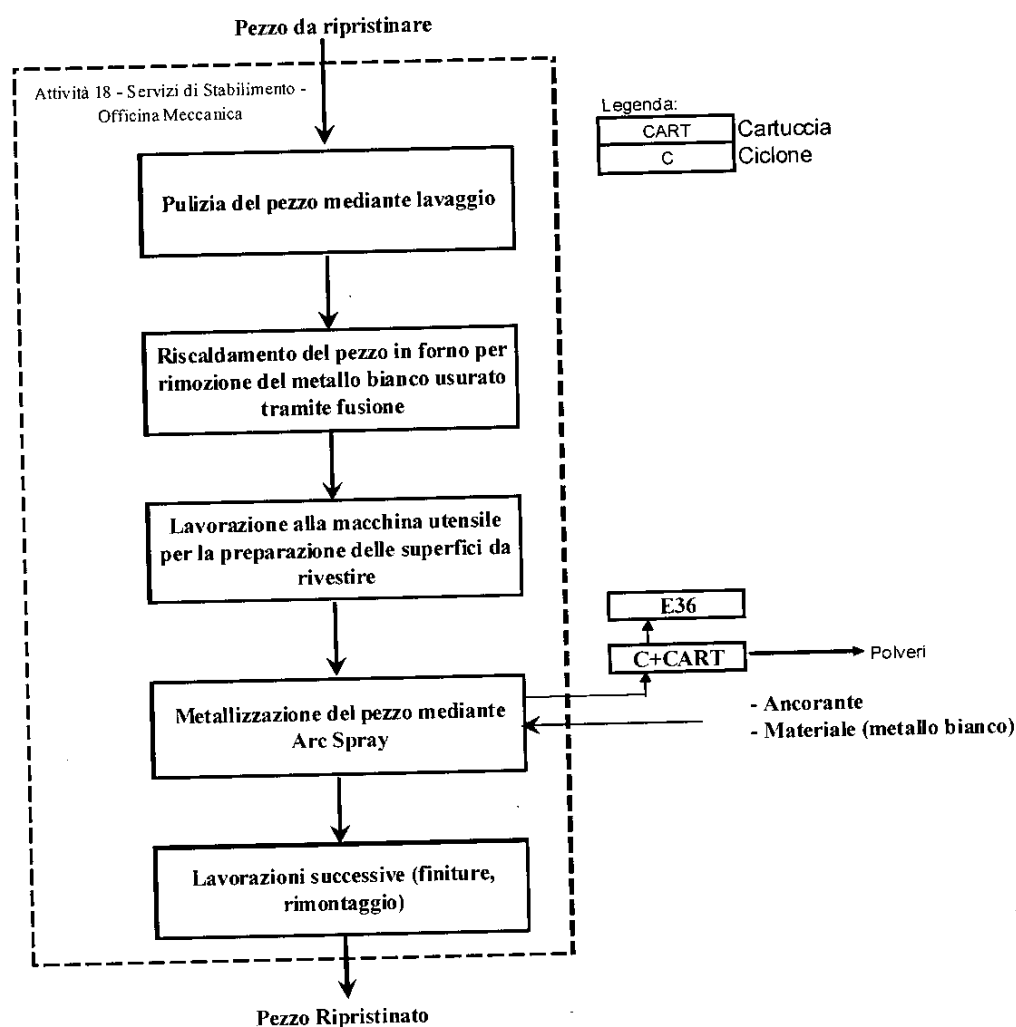 Pezzo da ripristinare
Attività 18 - Servizi di Stabilimento -
Officina Meccanica
Legenda:
CART Cartuccia
C Ciclone
Pulizia del pezzo mediante lavaggio
Riscaldamento del pezzo in forno per
rimozione del metallo bianco usurato
tramite fusione
Lavorazione alla macchina utensile
per la preparazione delle superfici da
rivestire
E36
C+CART
Polveri
Metallizzazione del pezzo mediante
Arc Spray
- Ancorante
- Materiale (metallo bianco)
Lavorazioni successive (finiture,
rimontaggio)
Pezzo Ripristinato